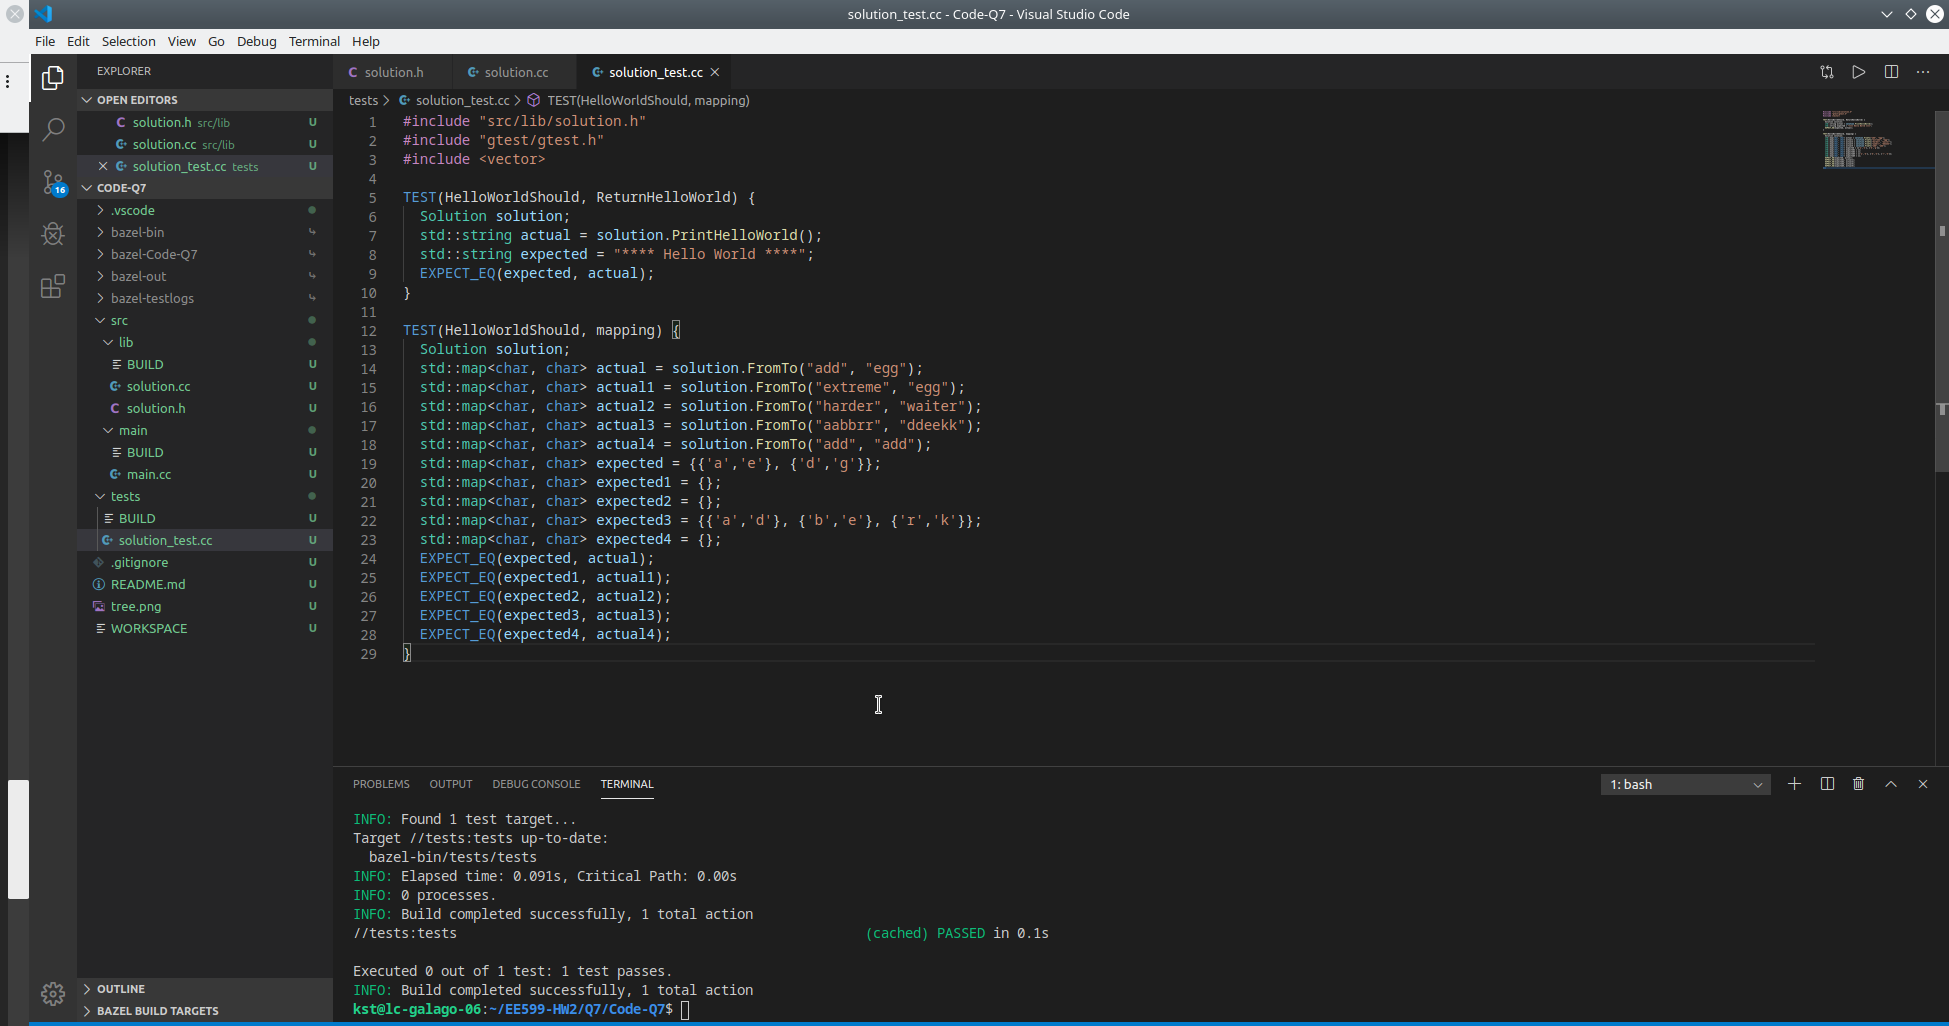 solution_test.cc - Code-Q7 - Visual Studio Code
File Edit Selection View Go Debug Terminal Help
EXPLORER
OPEN EDITORS
solution.h src/lib U
solution.cc src/lib U
solution_test.cc tests U
16
CODE-Q7
.vscode
bazel-bin
bazel-Code-Q7
bazel-out
bazel-testlogs
src
lib
BUILD U
solution.cc U
solution.h U
main
BUILD U
main.cc U
tests
BUILD U
solution_test.cc U
.gitignore U
README.md U
tree.png U
WORKSPACE U
OUTLINE
BAZEL BUILD TARGETS
solution.h solution.cc solution_test.cc
tests > solution_test.cc > TEST(HelloWorldShould, mapping)
1 #include "src/lib/solution.h"
2 #include "gtest/gtest.h"
3 #include <vector>
4
5 TEST(HelloWorldShould, ReturnHelloWorld) {
6 Solution solution;
7 std::string actual = solution.PrintHelloWorld();
8 std::string expected = "**** Hello World ****";
9 EXPECT_EQ(expected, actual);
10 }
11
12 TEST(HelloWorldShould, mapping) {
13 Solution solution;
14 std::map<char, char> actual = solution.FromTo("add", "egg");
15 std::map<char, char> actual1 = solution.FromTo("extreme", "egg");
16 std::map<char, char> actual2 = solution.FromTo("harder", "waiter");
17 std::map<char, char> actual3 = solution.FromTo("aabbrr", "ddeekk");
18 std::map<char, char> actual4 = solution.FromTo("add", "add");
19 std::map<char, char> expected = {{'a','e'}, {'d','g'}};
20 std::map<char, char> expected1 = {};
21 std::map<char, char> expected2 = {};
22 std::map<char, char> expected3 = {{'a','d'}, {'b','e'}, {'r','k'}};
23 std::map<char, char> expected4 = {};
24 EXPECT_EQ(expected, actual);
25 EXPECT_EQ(expected1, actual1);
26 EXPECT_EQ(expected2, actual2);
27 EXPECT_EQ(expected3, actual3);
28 EXPECT_EQ(expected4, actual4);
29 }
PROBLEMS OUTPUT DEBUG CONSOLE TERMINAL 1: bash
INFO: Found 1 test target...
Target //tests:tests up-to-date:
bazel-bin/tests/tests
INFO: Elapsed time: 0.091s, Critical Path: 0.00s
INFO: 0 processes.
INFO: Build completed successfully, 1 total action
//tests:tests (cached) PASSED in 0.1s
Executed 0 out of 1 test: 1 test passes.
INFO: Build completed successfully, 1 total action
kst@lc-galago-06:~/EE599-HW2/Q7/Code-Q7$